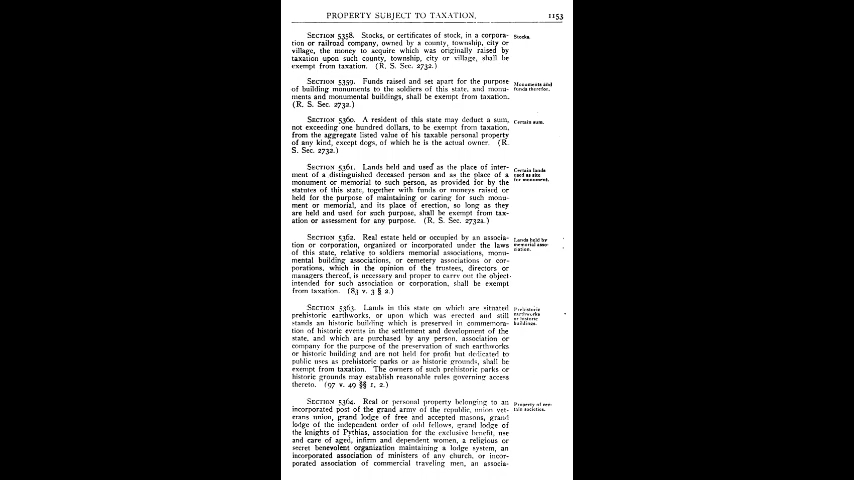 PROPERTY SUBJECT TO TAXATION. 1153
SECTION 5358. Stocks, or certificates of stock, in a corpora-
tion or railroad company, owned by a county, township, city or
village, the money to acquire which was originally raised by
taxation upon such county, township, city or village, shall be
exempt from taxation. (R. S. Sec. 2732.)
Stocks.
SECTION 5359. Funds raised and set apart for the purpose
of building monuments to the soldiers of this state, and monu-
ments and monumental buildings, shall be exempt from taxation.
(R. S. Sec. 2732.)
Monuments and
funds therefor.
SECTION 5360. A resident of this state may deduct a sum,
not exceeding one hundred dollars, to be exempt from taxation,
from the aggregate listed value of his taxable personal property
of any kind, except dogs, of which he is the actual owner. (R.
S. Sec. 2732.)
Certain sum.
SECTION 5361. Lands held and used as the place of inter-
ment of a distinguished deceased person and as the place of a
monument or memorial to such person, as provided for by the
statutes of this state, together with funds or moneys raised or
held for the purpose of maintaining or caring for such monu-
ment or memorial, and its place of erection, so long as they
are held and used for such purpose, shall be exempt from tax-
ation or assessment for any purpose. (R. S. Sec. 2732a.)
Certain lands
used as site
for monument.
SECTION 5362. Real estate held or occupied by an associa-
tion or corporation, organized or incorporated under the laws
of this state, relative to soldiers memorial associations, monu-
mental building associations, or cemetery associations or cor-
porations, which in the opinion of the trustees, directors or
managers thereof, is necessary and proper to carry out the object
intended for such association or corporation, shall be exempt
from taxation. (83 v. 3 § 2.)
Lands held by
memorial asso-
ciation.
SECTION 5363. Lands in this state on which are situated
prehistoric earthworks, or upon which was erected and still
stands an historic building which is preserved in commemora-
tion of historic events in the settlement and development of the
state, and which are purchased by any person, association or
company for the purpose of the preservation of such earthworks
or historic building and are not held for profit but dedicated to
public uses as prehistoric parks or as historic grounds, shall be
exempt from taxation. The owners of such prehistoric parks or
historic grounds may establish reasonable rules governing access
thereto. (97 v. 49 §§ 1, 2.)
Prehistoric
earthworks
or historic
buildings.
SECTION 5364. Real or personal property belonging to an
incorporated post of the grand army of the republic, union vet-
erans union, grand lodge of free and accepted masons, grand
lodge of the independent order of odd fellows, grand lodge of
the knights of Pythias, association for the exclusive benefit, use
and care of aged, infirm and dependent women, a religious or
secret benevolent organization maintaining a lodge system, an
incorporated association of ministers of any church, or incor-
porated association of commercial traveling men, an associa-
Property of cer-
tain societies.